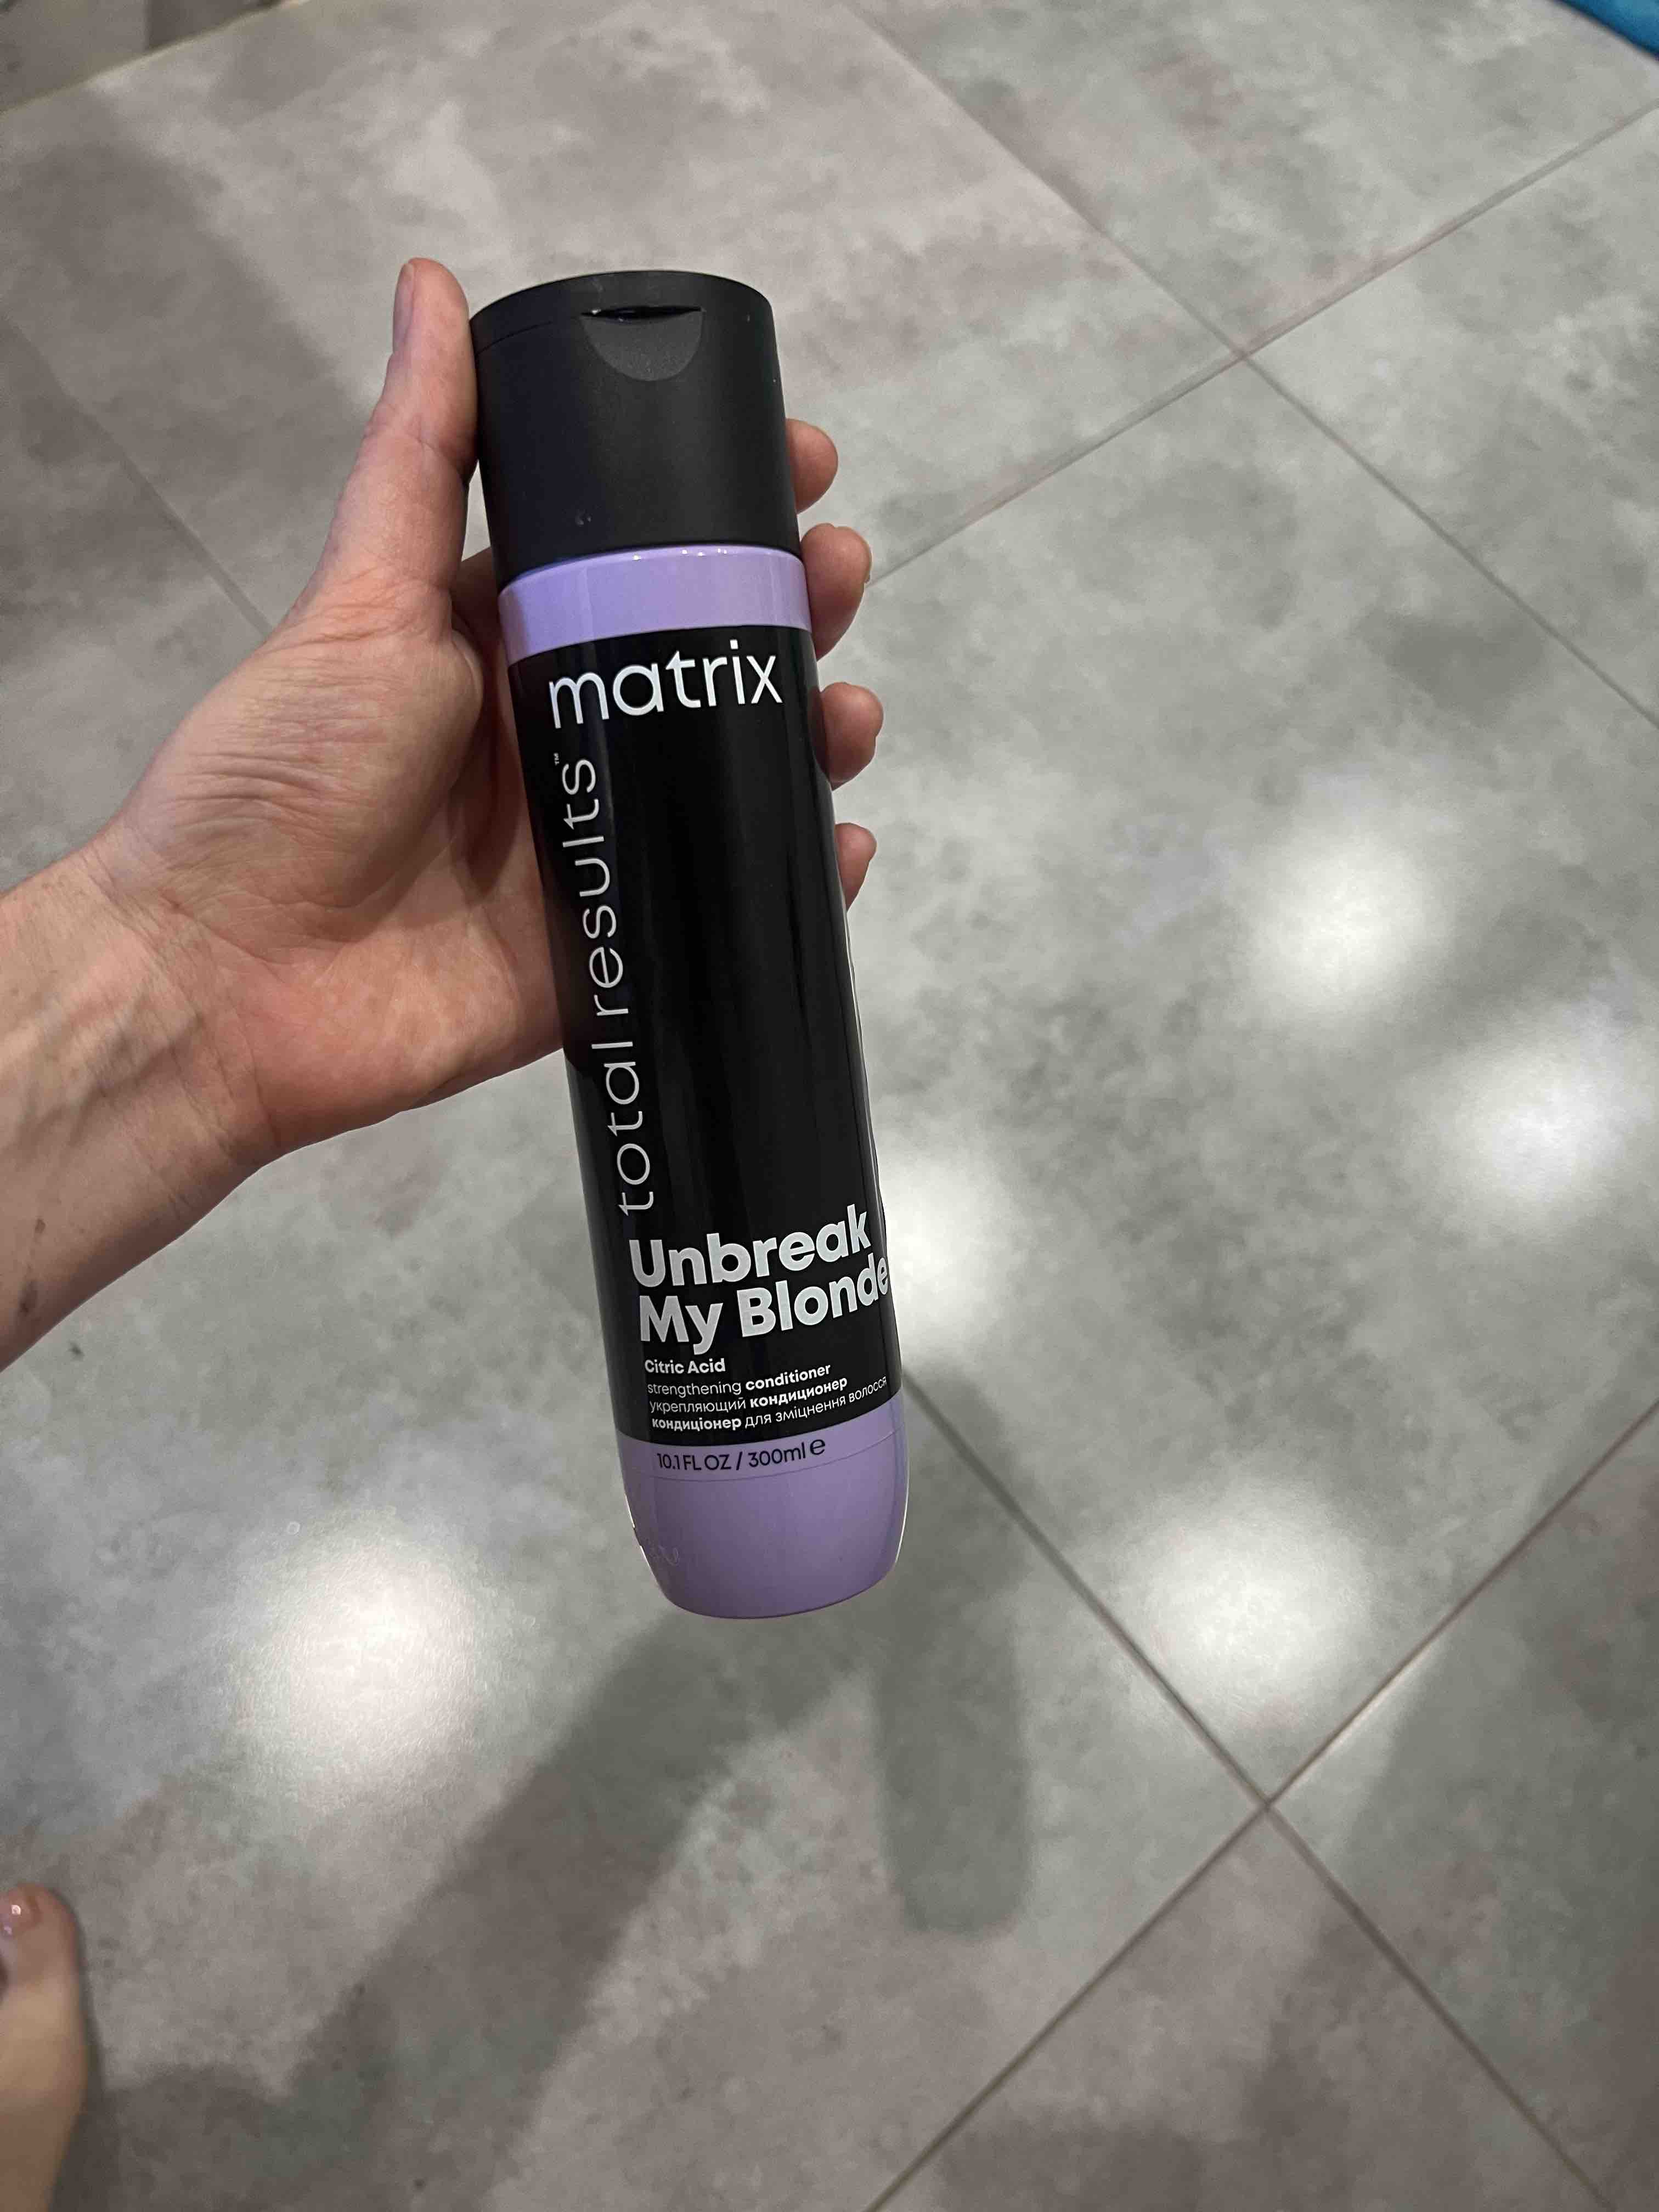 matrix
total results™
Unbreak
My Blonde
Citric Acid
strengthening conditioner
укрепляющий кондиционер
кондиціонер для зміцнення волосся
10.1 FL OZ / 300ml ℮